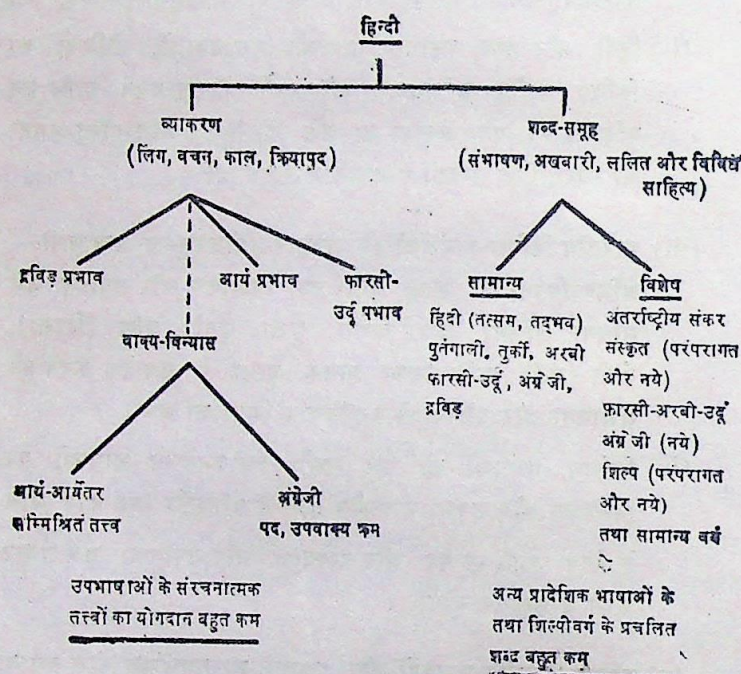 हिन्दी
व्याकरण
(लिंग, वचन, काल, क्रियापद)
शब्द-समूह
(संभाषण, अखबारी, ललित और विविध
साहित्य)
द्रविड़ प्रभाव
आर्य प्रभाव
फारसी-
उर्दू प्रभाव
वाक्य-विन्यास
आर्य-आर्येतर
सम्मिश्रित तत्त्व
अंग्रेजी
पद, उपवाक्य क्रम
उपभाषाओं के संरचनात्मक
तत्त्वों का योगदान बहुत कम
सामान्य
हिंदी (तत्सम, तद्भव)
पुर्तगाली, तुर्की, अरबी
फारसी-उर्दू, अंग्रेजी,
द्रविड़
विशेष
अंतर्राष्ट्रीय संकर
संस्कृत (परंपरागत
और नये)
फ़ारसी-अरबी-उर्दू
अंग्रेजी (नये)
शिल्प (परंपरागत
और नये)
तथा सामान्य वर्ग
अन्य प्रादेशिक भाषाओं के
तथा शिल्पीवर्ग के प्रचलित
शब्द बहुत कम